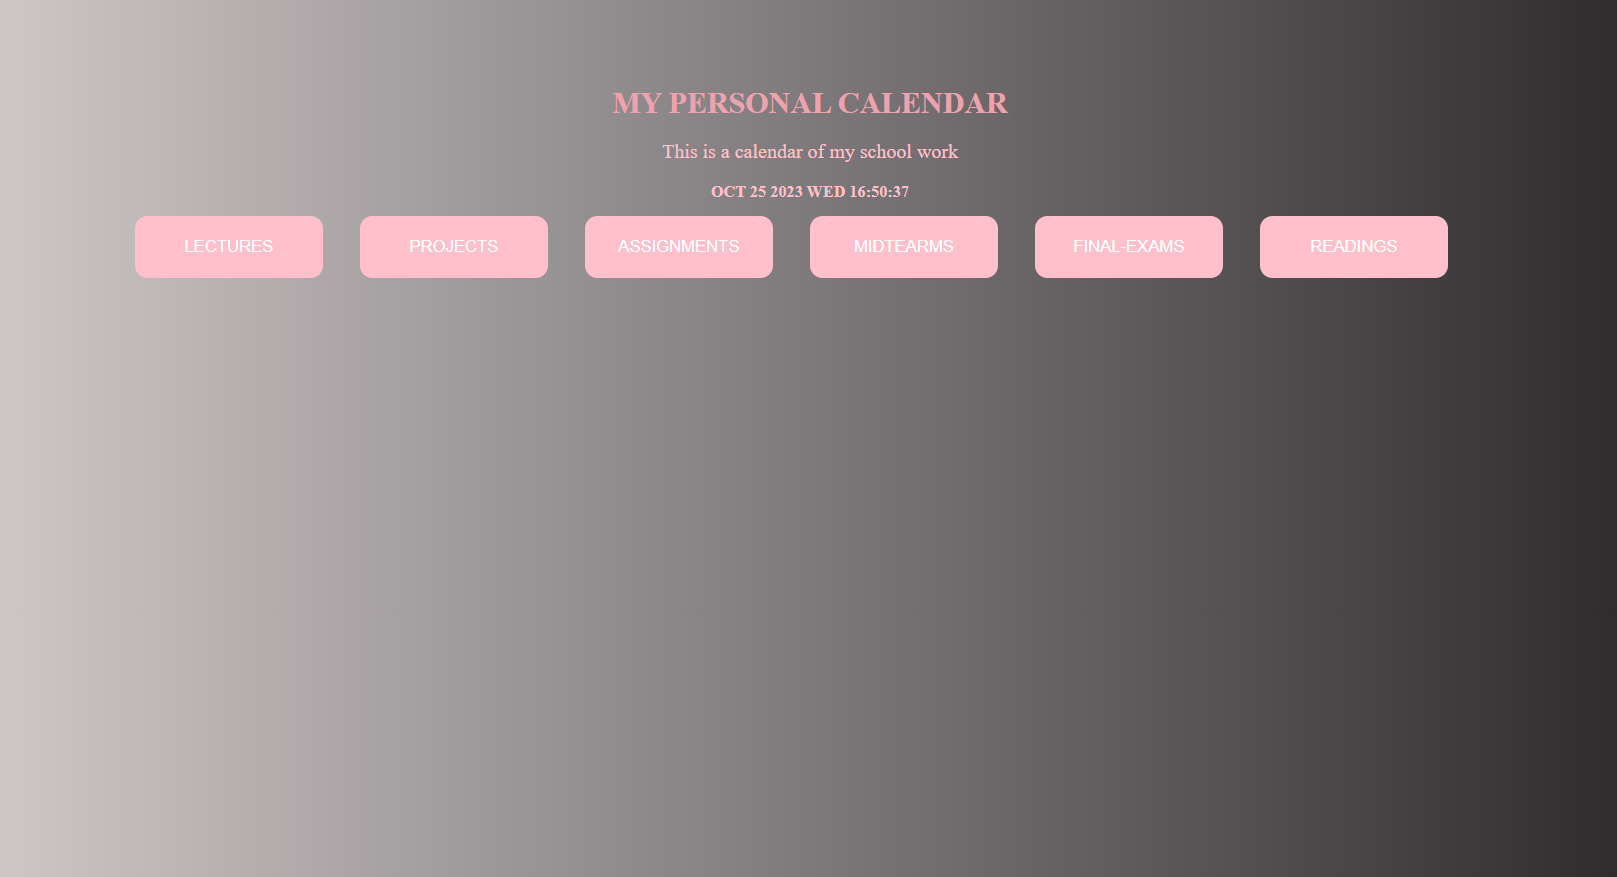 MY PERSONAL CALENDAR
This is a calendar of my school work
OCT 25 2023 WED 16:50:37
LECTURES PROJECTS ASSIGNMENTS MIDTEARMS FINAL-EXAMS READINGS